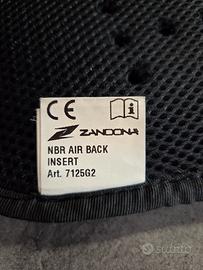 CE
ZANDONA
NBR AIR BACK
INSERT
Art. 7125G2
subito